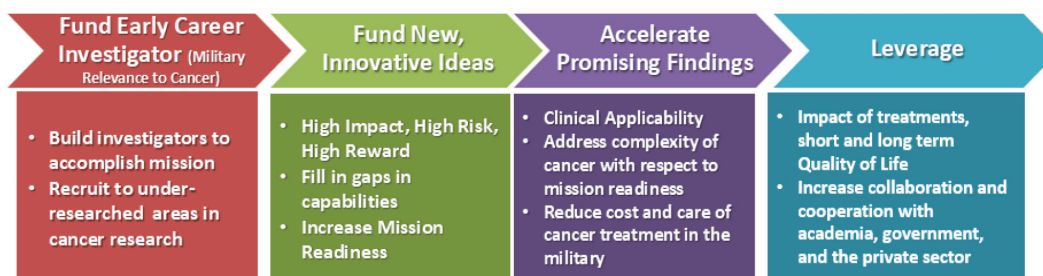 Fund Early Career
Investigator (Military
Relevance to Cancer)
• Build investigators to
accomplish mission
• Recruit to under-
researched areas in
cancer research
Fund New,
Innovative Ideas
• High Impact, High Risk,
High Reward
• Fill in gaps in
capabilities
• Increase Mission
Readiness
Accelerate
Promising Findings
• Clinical Applicability
• Address complexity of
cancer with respect to
mission readiness
• Reduce cost and care of
cancer treatment in the
military
Leverage
• Impact of treatments,
short and long term
Quality of Life
• Increase collaboration and
cooperation with
academia, government,
and the private sector